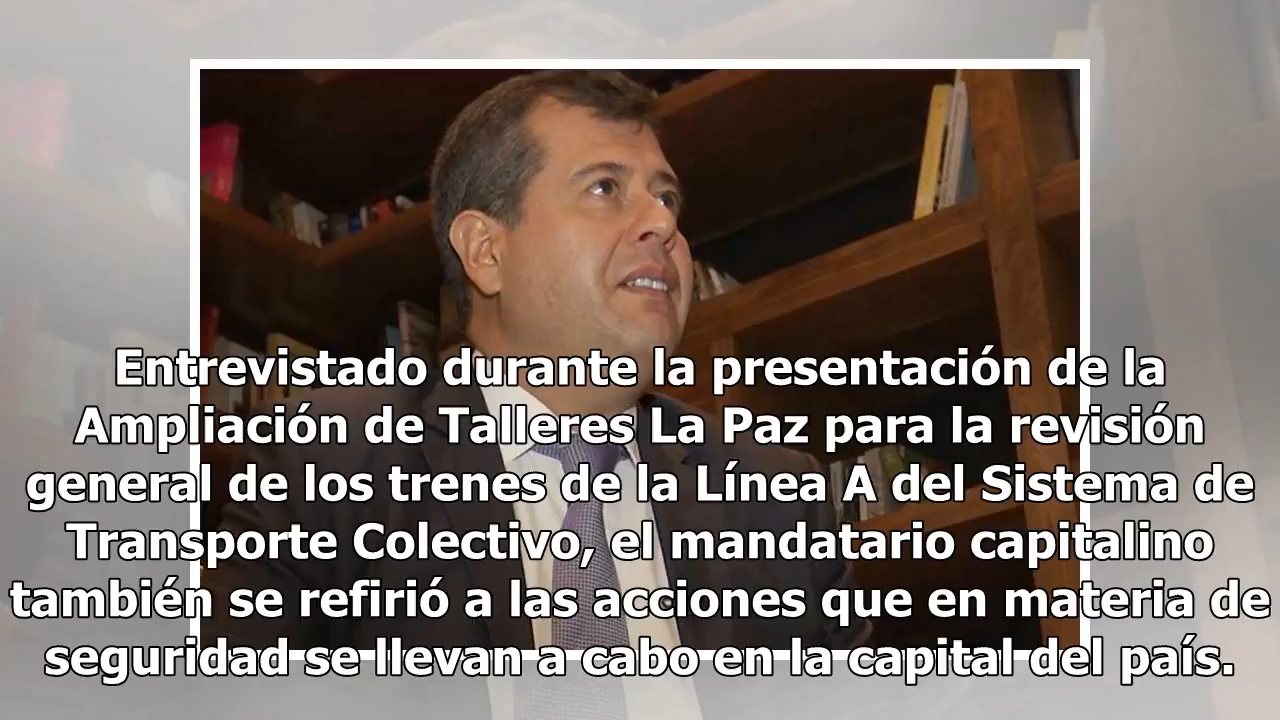 Entrevistado durante la presentación de la
Ampliación de Talleres La Paz para la revisión
general de los trenes de la Línea A del Sistema de
Transporte Colectivo, el mandatario capitalino
también se refirió a las acciones que en materia de
seguridad se llevan a cabo en la capital del país.